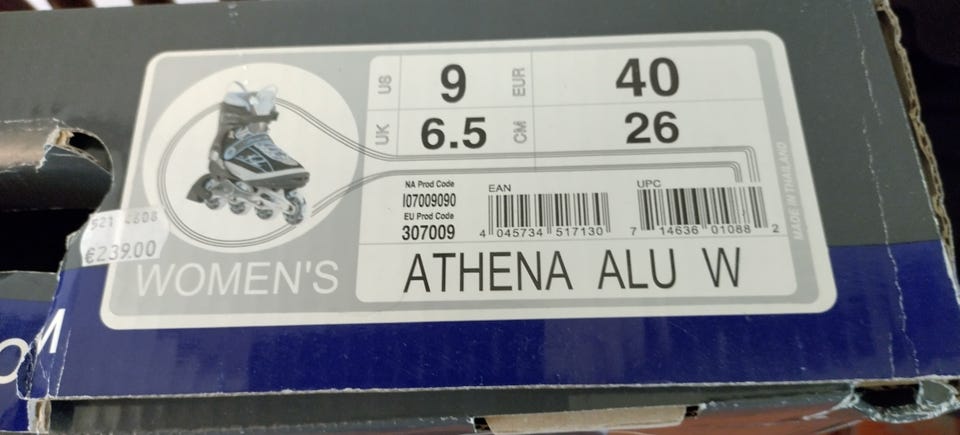 US 9 EUR 40
UK 6.5 CM 26
NA Prod Code
I07009090
EU Prod Code
307009
EAN
4 045734 517130
UPC
7 14636 01088 2
MADE IN THAILAND
€239.00
WOMEN'S
ATHENA ALU W